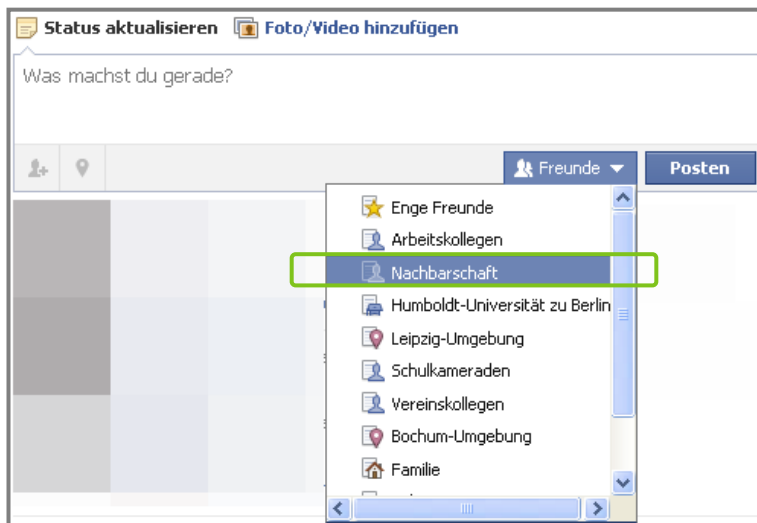 Status aktualisieren Foto/Video hinzufügen
Was machst du gerade?
Freunde Posten
Enge Freunde
Arbeitskollegen
Nachbarschaft
Humboldt-Universität zu Berlin
Leipzig-Umgebung
Schulkameraden
Vereinskollegen
Bochum-Umgebung
Familie